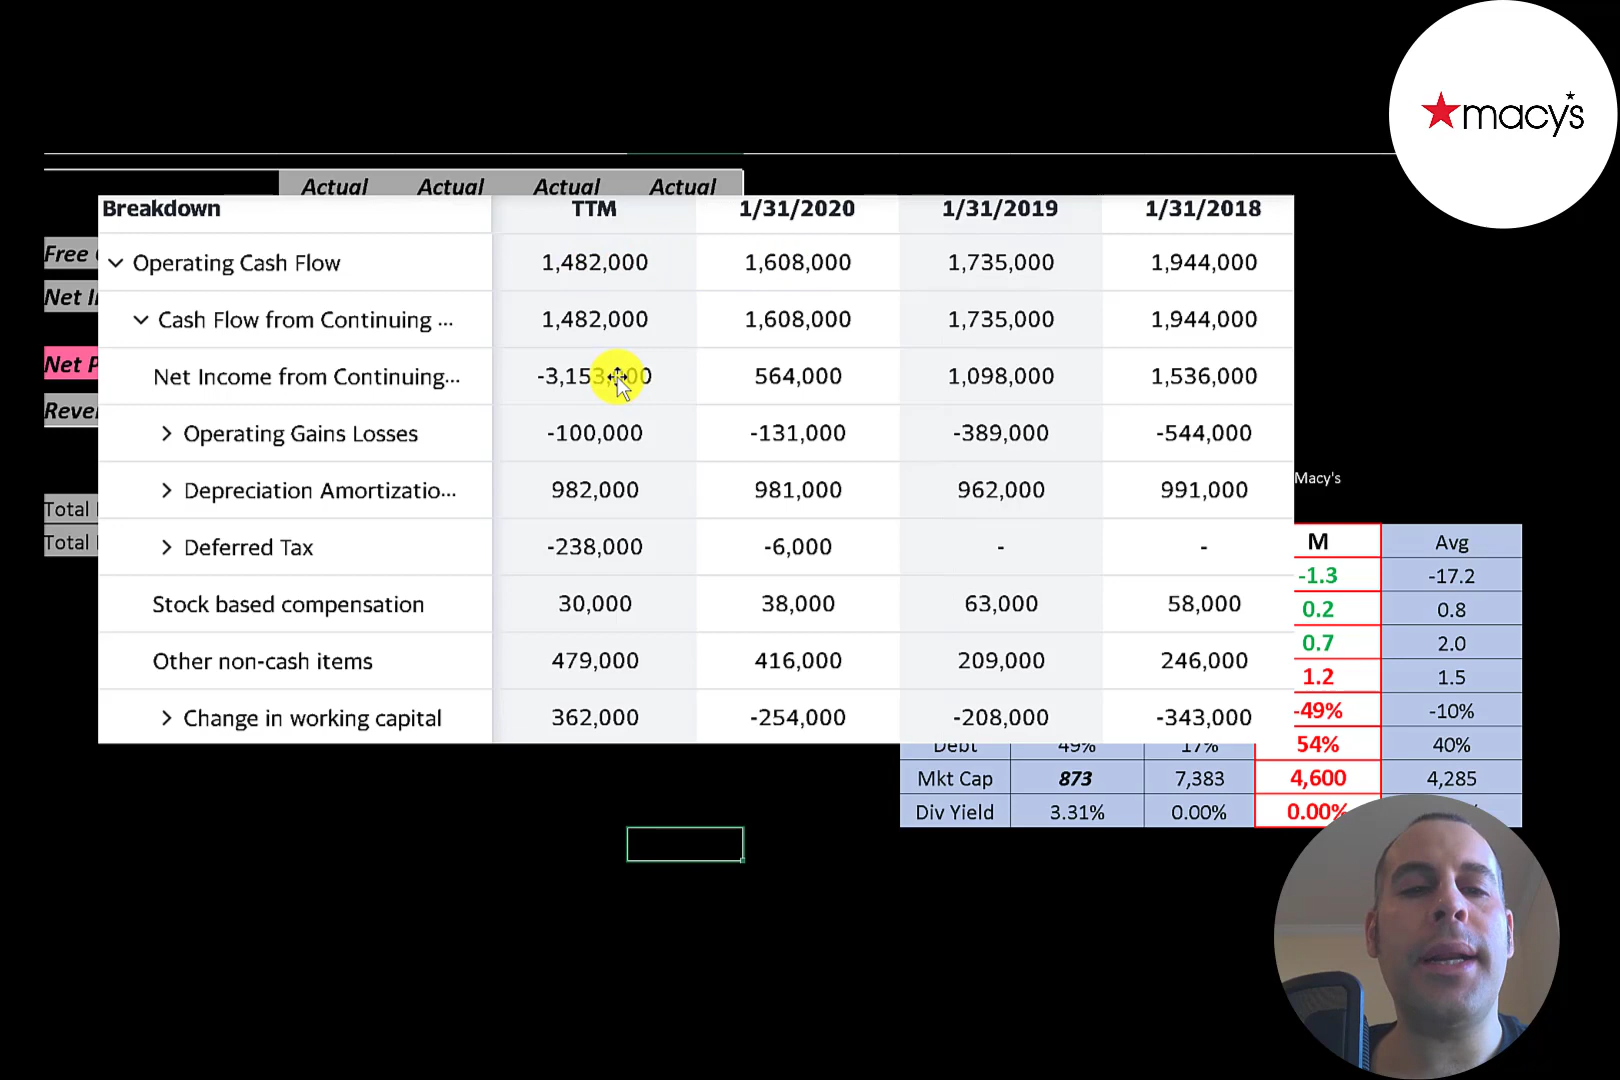 macy's
Actual Actual Actual Actual
Breakdown TTM 1/31/2020 1/31/2019 1/31/2018
Free
Operating Cash Flow 1,482,000 1,608,000 1,735,000 1,944,000
Net
Cash Flow from Continuing ... 1,482,000 1,608,000 1,735,000 1,944,000
Net
Net Income from Continuing... -3,153,000 564,000 1,098,000 1,536,000
Operating Gains Losses -100,000 -131,000 -389,000 -544,000
Macy's
Depreciation Amortizatio... 982,000 981,000 962,000 991,000
Total
Total
Deferred Tax -238,000 -6,000 - -
M Avg
-1.3 -17.2
Stock based compensation 30,000 38,000 63,000 58,000
0.2 0.8
0.7 2.0
Other non-cash items 479,000 416,000 209,000 246,000
1.2 1.5
Change in working capital 362,000 -254,000 -208,000 -343,000
-49% -10%
Debt 49% 17% 54% 40%
Mkt Cap 873 7,383 4,600 4,285
Div Yield 3.31% 0.00% 0.00%